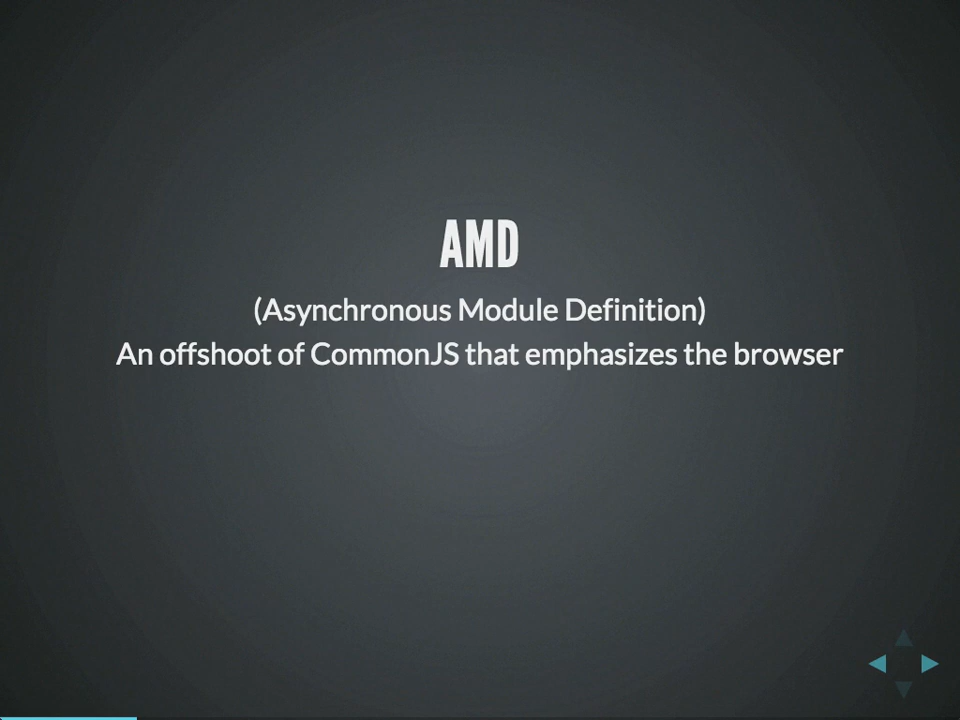 AMD
(Asynchronous Module Definition)
An offshoot of CommonJS that emphasizes the browser